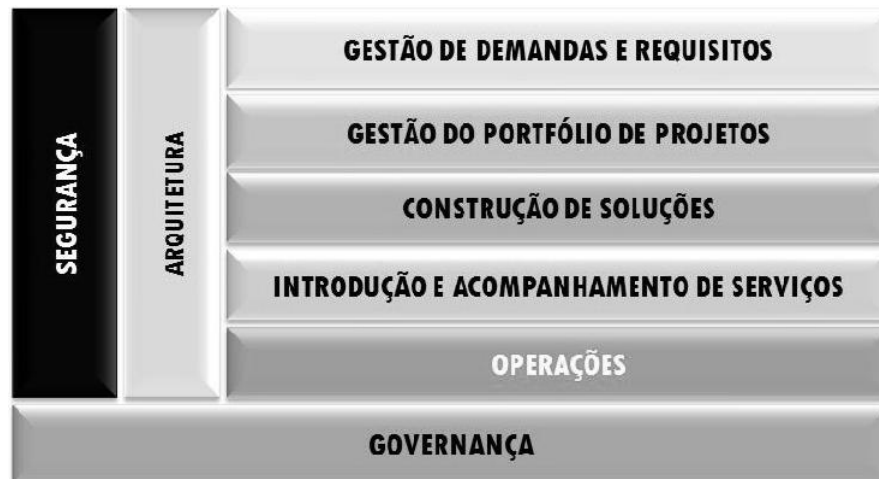 SEGURANÇA
ARQUITETURA
GESTÃO DE DEMANDAS E REQUISITOS
GESTÃO DO PORTFÓLIO DE PROJETOS
CONSTRUÇÃO DE SOLUÇÕES
INTRODUÇÃO E ACOMPANHAMENTO DE SERVIÇOS
OPERAÇÕES
GOVERNANÇA